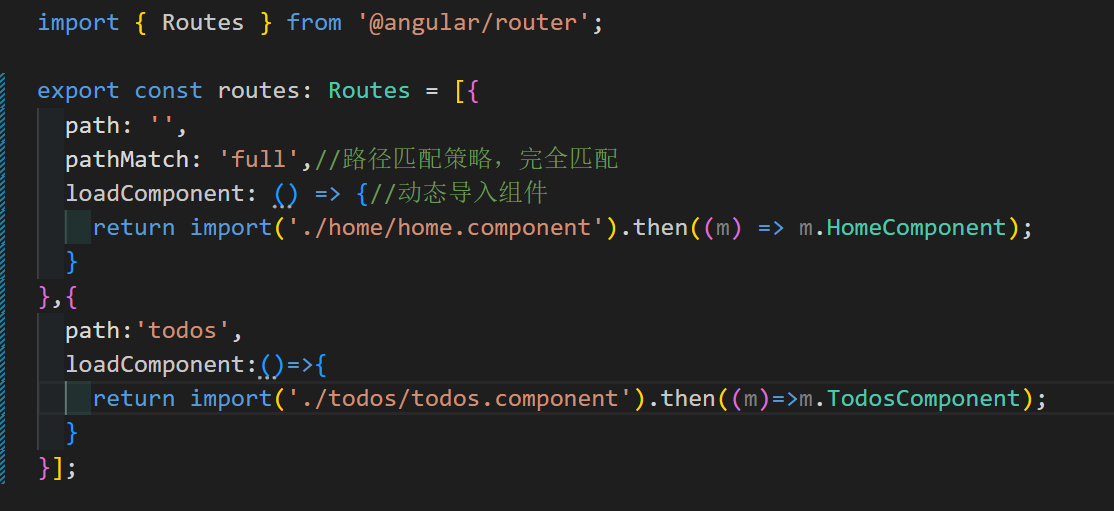 import { Routes } from '@angular/router';
export const routes: Routes = [{
path: '',
pathMatch: 'full',//路径匹配策略，完全匹配
loadComponent: () => {//动态导入组件
return import('./home/home.component').then((m) => m.HomeComponent);
}
},{
path:'todos',
loadComponent:()=>{
return import('./todos/todos.component').then((m)=>m.TodosComponent);
}
}];